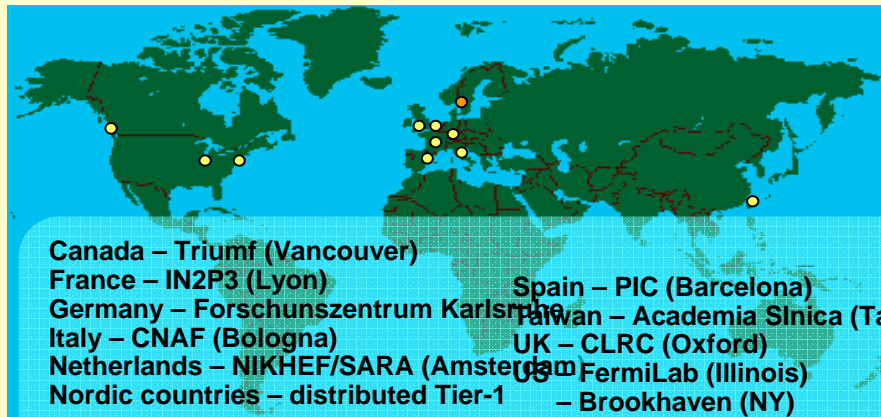 Canada – Triumf (Vancouver)
France – IN2P3 (Lyon)
Germany – Forschunszentrum Karlsruhe
Italy – CNAF (Bologna)
Netherlands – NIKHEF/SARA (Amsterdam)
Nordic countries – distributed Tier-1
Spain – PIC (Barcelona)
Taiwan – Academia SInica (Ta
UK – CLRC (Oxford)
US – FermiLab (Illinois)
– Brookhaven (NY)